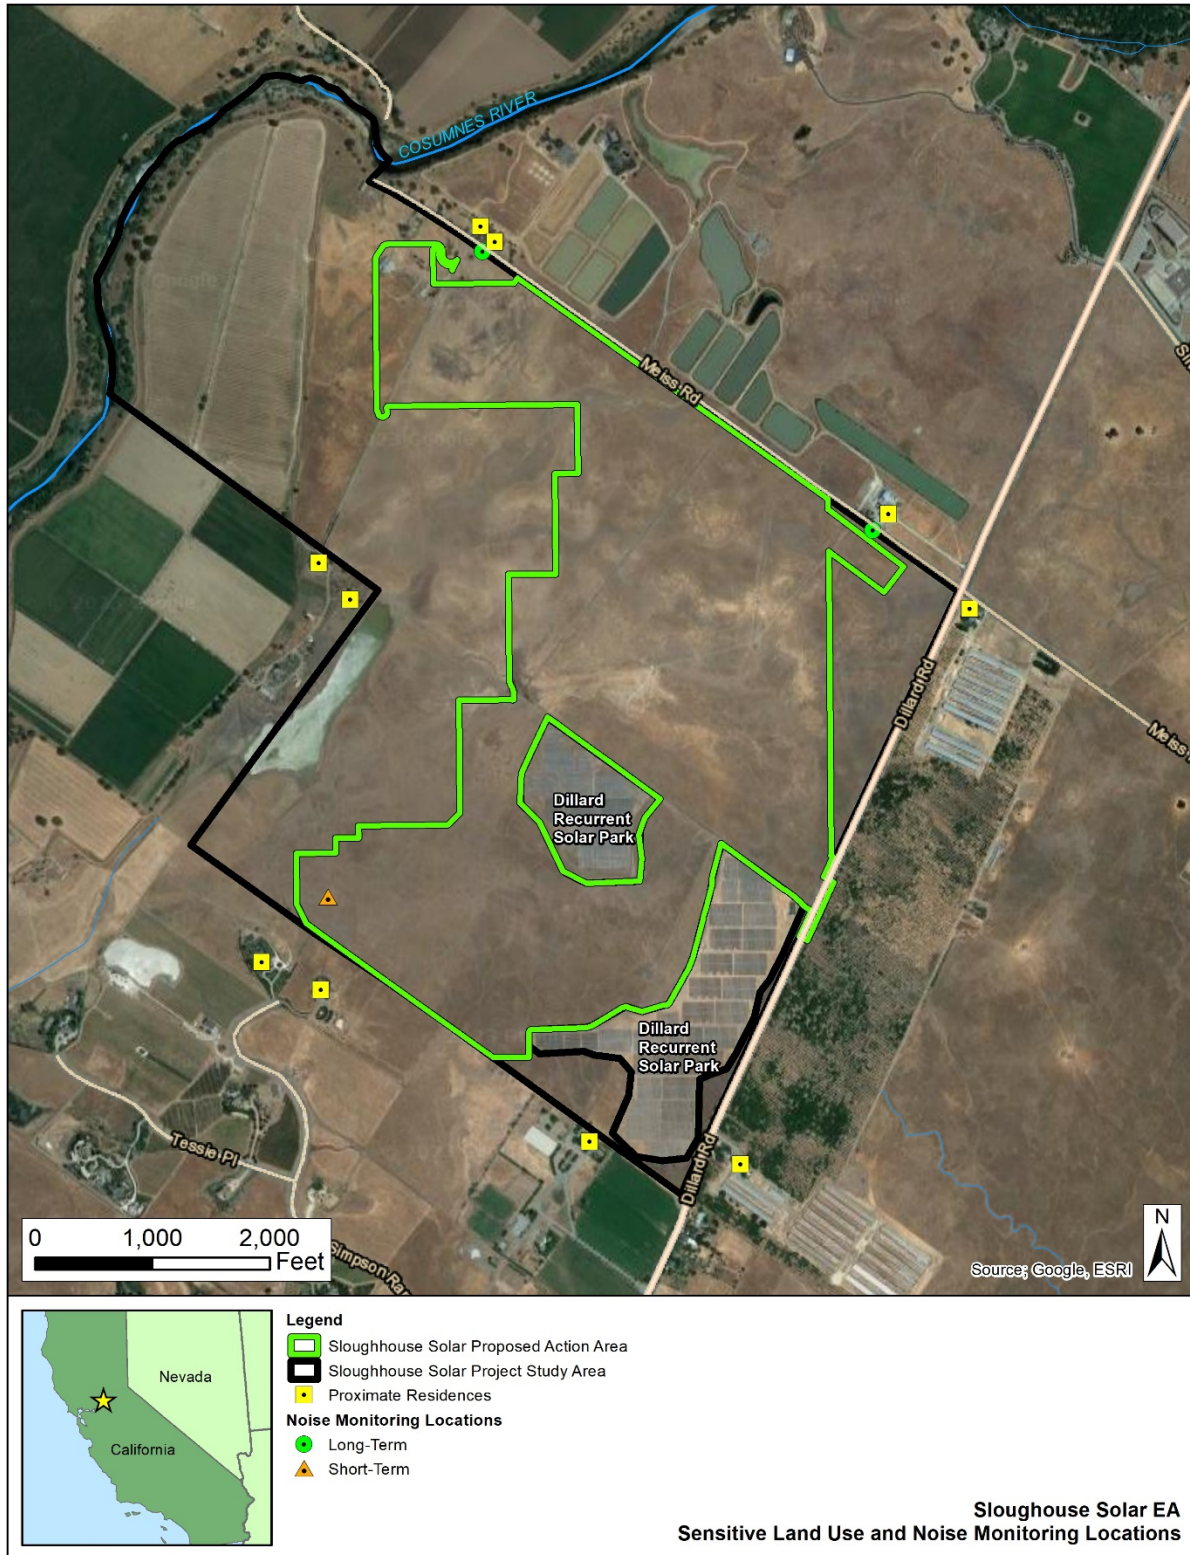 COSUMNES RIVER
Meiss Rd
Dillard Rd
Meiss
Dillard
Recurrent
Solar Park
Dillard
Recurrent
Solar Park
Dillard Rd
Tessie Pl
Simpson Ra
0 1,000 2,000
Feet
N
Source; Google, ESRI
Nevada
California
Legend
Sloughhouse Solar Proposed Action Area
Sloughhouse Solar Project Study Area
Proximate Residences
Noise Monitoring Locations
Long-Term
Short-Term
Sloughouse Solar EA
Sensitive Land Use and Noise Monitoring Locations